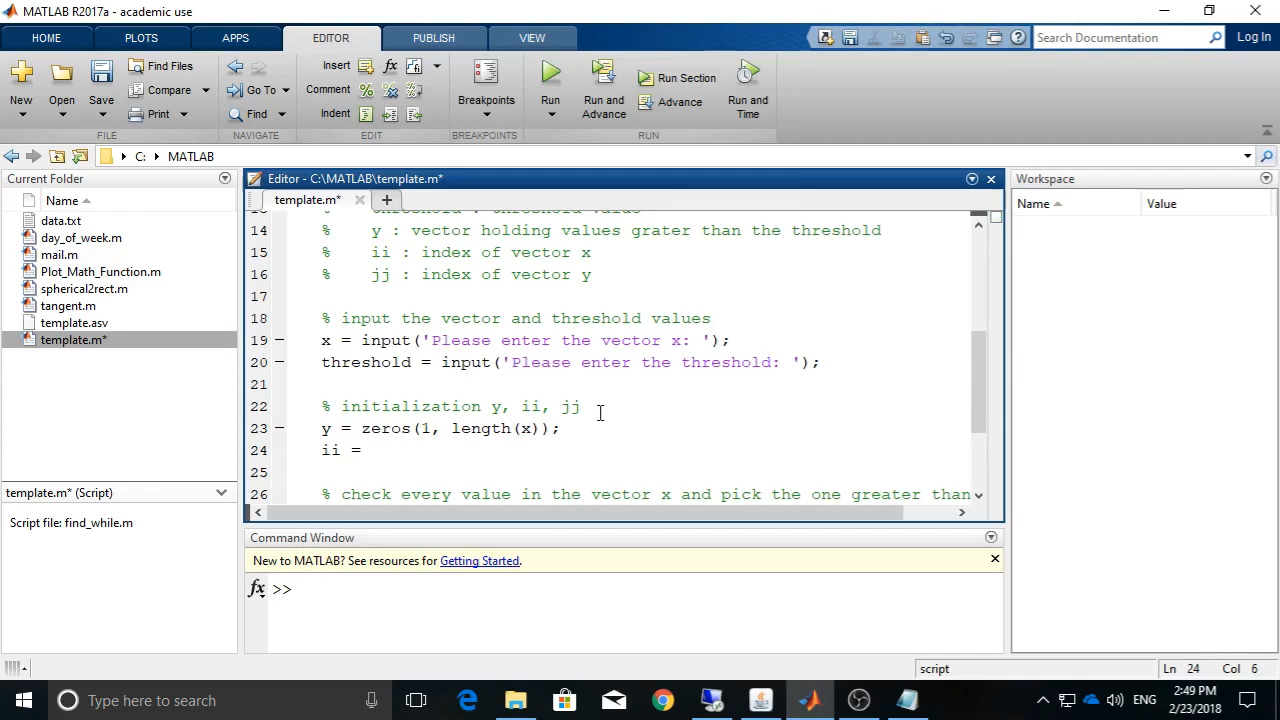 MATLAB R2017a - academic use
HOME PLOTS APPS EDITOR PUBLISH VIEW
Search Documentation Log In
New Open Save Find Files Compare Print
Go To Find
Insert Comment Indent
Breakpoints
Run Run and Advance Run Section Advance Run and Time
FILE NAVIGATE EDIT BREAKPOINTS RUN
C: MATLAB
Current Folder
Name
data.txt
day_of_week.m
mail.m
Plot_Math_Function.m
spherical2rect.m
tangent.m
template.asv
template.m*
template.m* (Script)
Script file: find_while.m
Editor - C:\MATLAB\template.m*
template.m*
14 % y : vector holding values grater than the threshold
15 % ii : index of vector x
16 % jj : index of vector y
17
18 % input the vector and threshold values
19 x = input('Please enter the vector x: ');
20 threshold = input('Please enter the threshold: ');
21
22 % initialization y, ii, jj
23 y = zeros(1, length(x));
24 ii =
25
26 % check every value in the vector x and pick the one greater than
Command Window
New to MATLAB? See resources for Getting Started.
fx >>
Workspace
Name Value
script Ln 24 Col 6
Type here to search
ENG
2:49 PM
2/23/2018